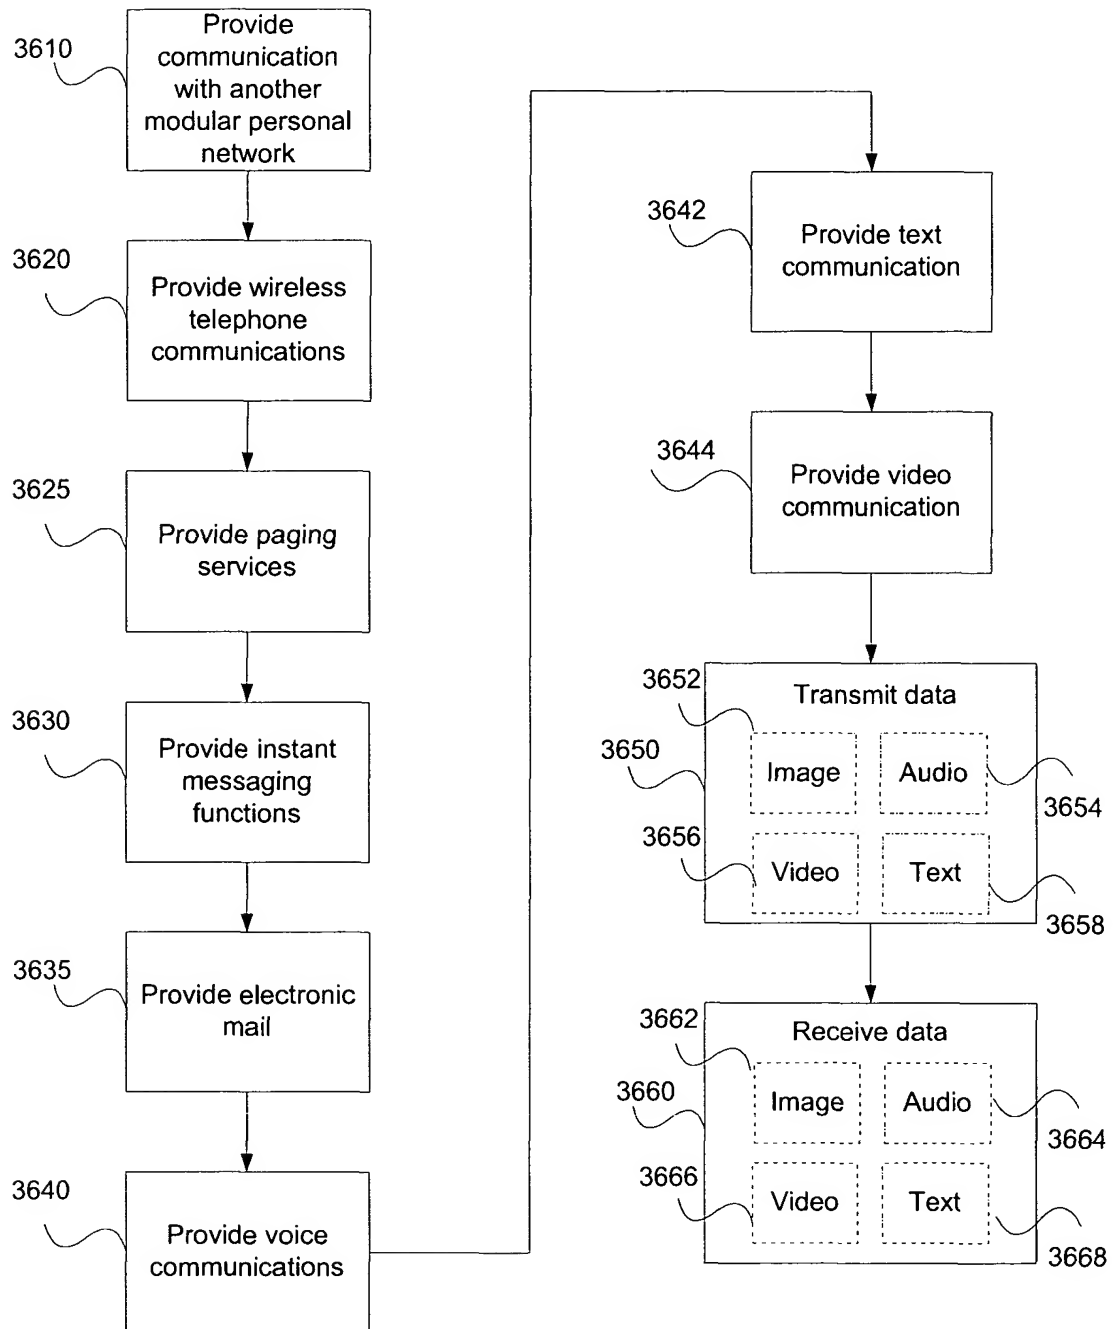 3610
Provide
communication
with another
modular personal
network
3620
Provide wireless
telephone
communications
3625
Provide paging
services
3630
Provide instant
messaging
functions
3635
Provide electronic
mail
3640
Provide voice
communications
3642
Provide text
communication
3644
Provide video
communication
3650
Transmit data
3652
Image
Audio
3654
3656
Video
Text
3658
3660
Receive data
3662
Image
Audio
3664
3666
Video
Text
3668